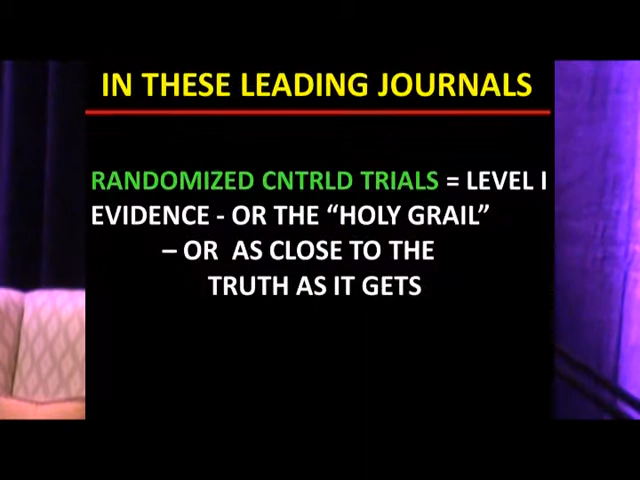 IN THESE LEADING JOURNALS
RANDOMIZED CNTRLD TRIALS = LEVEL I
EVIDENCE - OR THE “HOLY GRAIL”
– OR AS CLOSE TO THE
TRUTH AS IT GETS